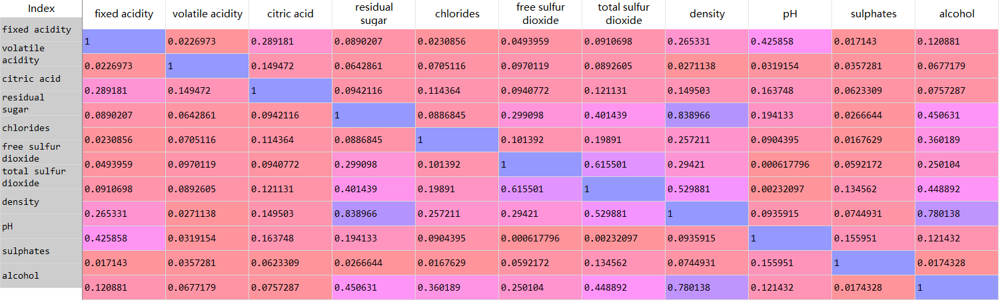 Index fixed acidity volatile acidity citric acid residual sugar chlorides free sulfur dioxide total sulfur dioxide density pH sulphates alcohol
fixed acidity 1 0.0226973 0.289181 0.0890207 0.0230856 0.0493959 0.0910698 0.265331 0.425858 0.017143 0.120881
volatile acidity 0.0226973 1 0.149472 0.0642861 0.0705116 0.0970119 0.0892605 0.0271138 0.0319154 0.0357281 0.0677179
citric acid 0.289181 0.149472 1 0.0942116 0.114364 0.0940772 0.121131 0.149503 0.163748 0.0623309 0.0757287
residual sugar 0.0890207 0.0642861 0.0942116 1 0.0886845 0.299098 0.401439 0.838966 0.194133 0.0266644 0.450631
chlorides 0.0230856 0.0705116 0.114364 0.0886845 1 0.101392 0.19891 0.257211 0.0904395 0.0167629 0.360189
free sulfur dioxide 0.0493959 0.0970119 0.0940772 0.299098 0.101392 1 0.615501 0.29421 0.000617796 0.0592172 0.250104
total sulfur dioxide 0.0910698 0.0892605 0.121131 0.401439 0.19891 0.615501 1 0.529881 0.00232097 0.134562 0.448892
density 0.265331 0.0271138 0.149503 0.838966 0.257211 0.29421 0.529881 1 0.0935915 0.0744931 0.780138
pH 0.425858 0.0319154 0.163748 0.194133 0.0904395 0.000617796 0.00232097 0.0935915 1 0.155951 0.121432
sulphates 0.017143 0.0357281 0.0623309 0.0266644 0.0167629 0.0592172 0.134562 0.0744931 0.155951 1 0.0174328
alcohol 0.120881 0.0677179 0.0757287 0.450631 0.360189 0.250104 0.448892 0.780138 0.121432 0.0174328 1